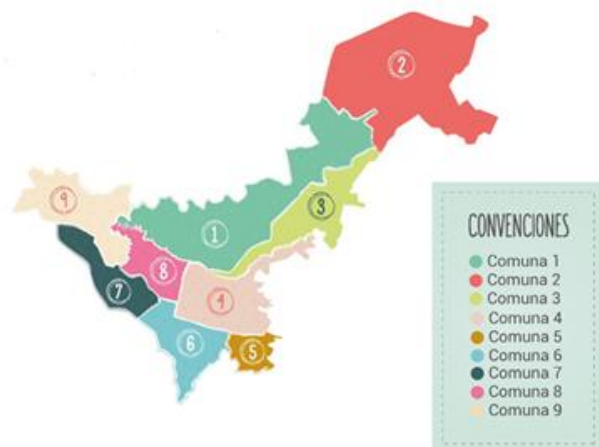 2
1
3
9
8
4
7
6
5
CONVENCIONES
Comuna 1
Comuna 2
Comuna 3
Comuna 4
Comuna 5
Comuna 6
Comuna 7
Comuna 8
Comuna 9